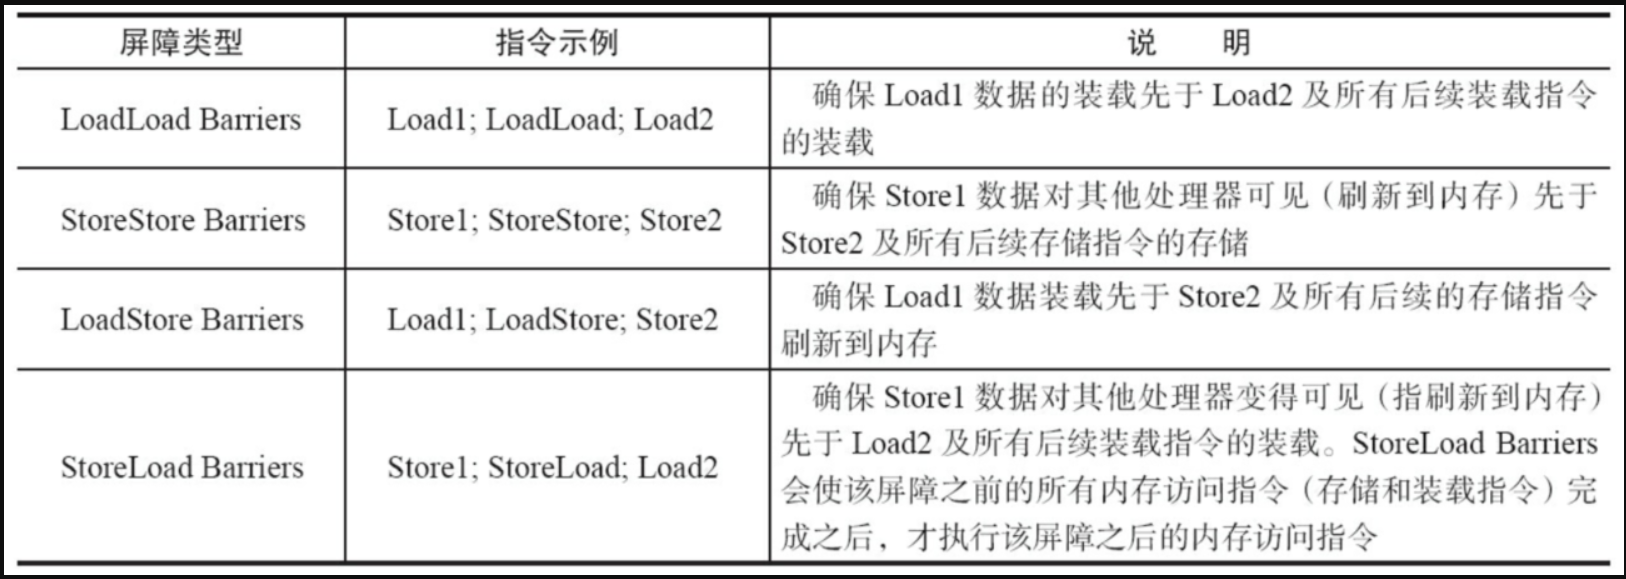 屏障类型 指令示例 说 明
LoadLoad Barriers Load1; LoadLoad; Load2 确保 Load1 数据的装载先于 Load2 及所有后续装载指令
的装载
StoreStore Barriers Store1; StoreStore; Store2 确保 Store1 数据对其他处理器可见（刷新到内存）先于
Store2 及所有后续存储指令的存储
LoadStore Barriers Load1; LoadStore; Store2 确保 Load1 数据装载先于 Store2 及所有后续的存储指令
刷新到内存
StoreLoad Barriers Store1; StoreLoad; Load2 确保 Store1 数据对其他处理器变得可见（指刷新到内存）
先于 Load2 及所有后续装载指令的装载。StoreLoad Barriers
会使该屏障之前的所有内存访问指令（存储和装载指令）完
成之后，才执行该屏障之后的内存访问指令